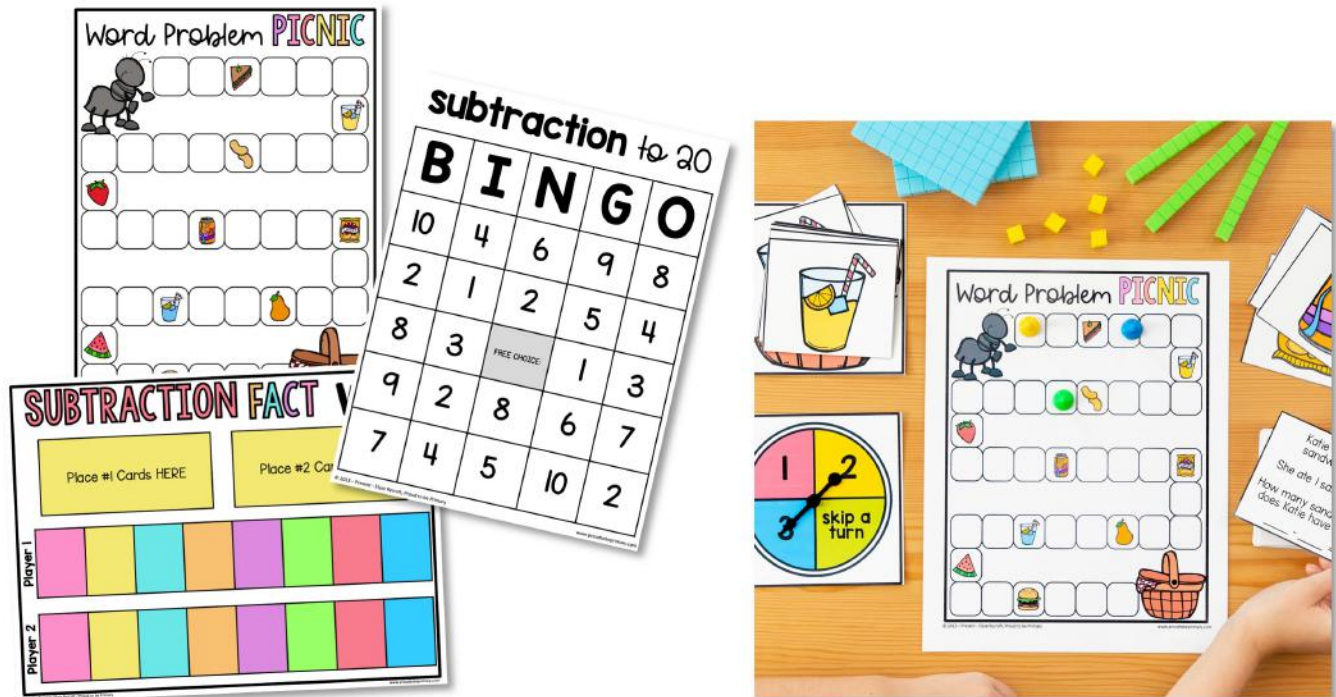 Word Problem PICNIC
subtraction to 20
B I N G O
10 4 6 9 8
2 1 2 5 4
8 3 FREE CHOICE: 1 3
9 2 8 6 7
7 4 5 10 2
SUBTRACTION FACT
Place #1 Cards HERE
Place #2
Player 1
Player 2
Word Problem PICNIC
1
2
3
skip a
turn
Katie
She ate 1
How many
does Katie have